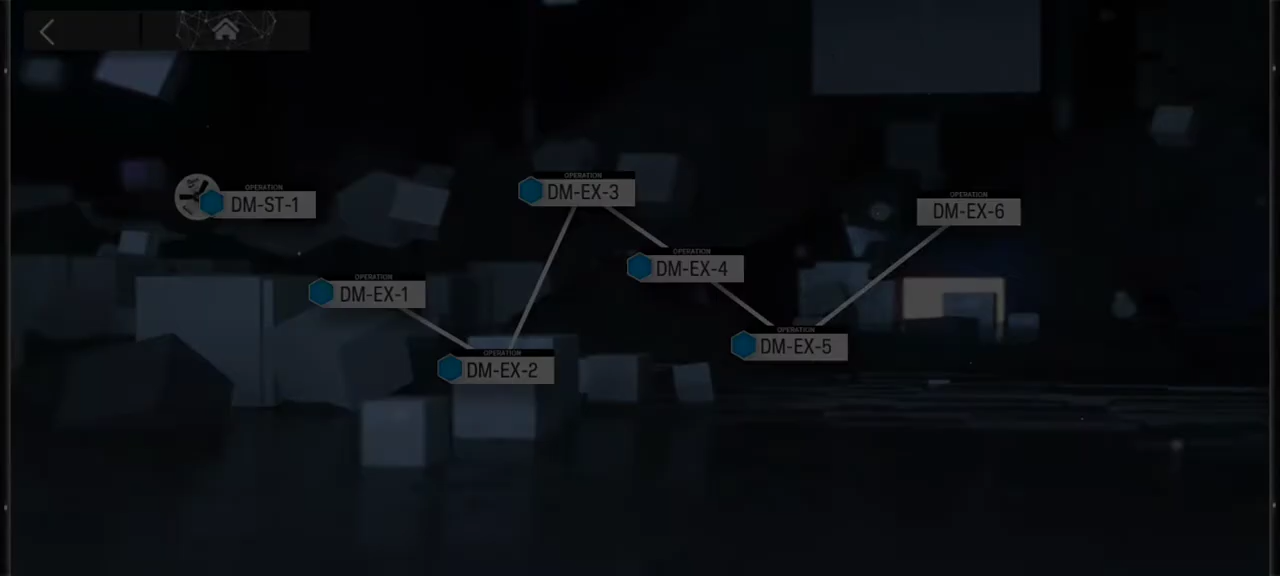 OPERATION
DM-ST-1
OPERATION
DM-EX-1
OPERATION
DM-EX-2
OPERATION
DM-EX-3
OPERATION
DM-EX-4
OPERATION
DM-EX-5
OPERATION
DM-EX-6